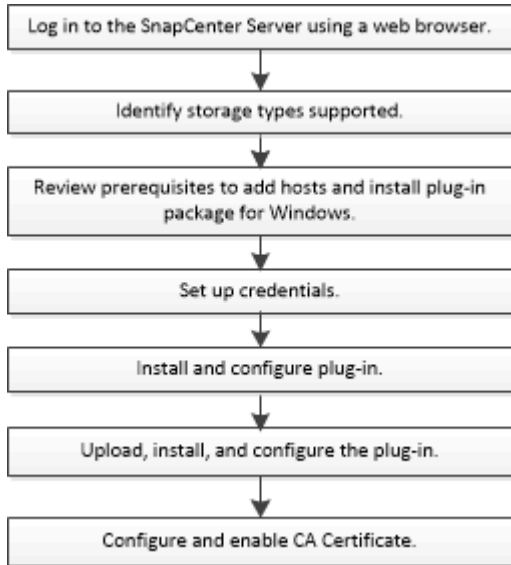 Log in to the SnapCenter Server using a web browser.
Identify storage types supported.
Review prerequisites to add hosts and install plug-in
package for Windows.
Set up credentials.
Install and configure plug-in.
Upload, install, and configure the plug-in.
Configure and enable CA Certificate.